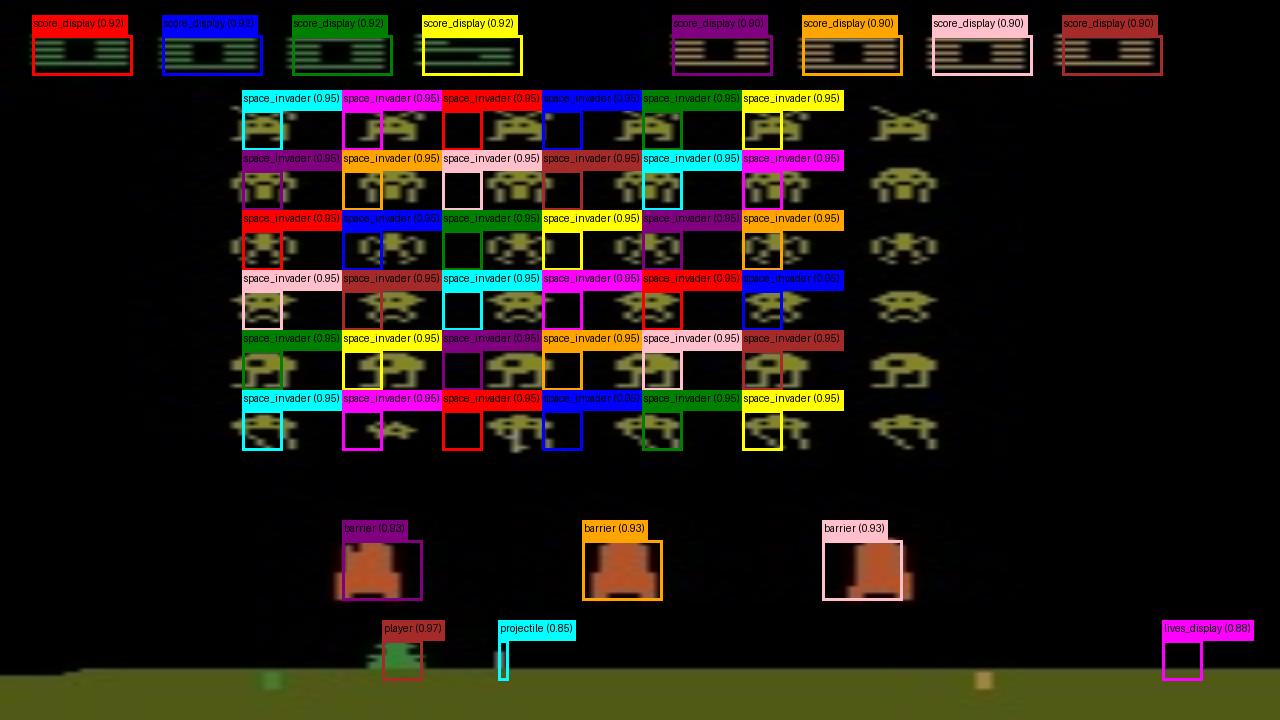 score_display (0.92) score_display (0.92) score_display (0.92) score_display (0.92) score_display (0.90) score_display (0.90) score_display (0.90) score_display (0.90)
space_invader (0.95) space_invader (0.95) space_invader (0.95) space_invader (0.95) space_invader (0.95) space_invader (0.95)
space_invader (0.95) space_invader (0.95) space_invader (0.95) space_invader (0.95) space_invader (0.95) space_invader (0.95)
space_invader (0.95) space_invader (0.95) space_invader (0.95) space_invader (0.95) space_invader (0.95) space_invader (0.95)
space_invader (0.95) space_invader (0.95) space_invader (0.95) space_invader (0.95) space_invader (0.95) space_invader (0.95)
space_invader (0.95) space_invader (0.95) space_invader (0.95) space_invader (0.95) space_invader (0.95) space_invader (0.95)
space_invader (0.95) space_invader (0.95) space_invader (0.95) space_invader (0.95) space_invader (0.95) space_invader (0.95)
barrier (0.93) barrier (0.93) barrier (0.93)
player (0.97) projectile (0.85) lives_display (0.88)